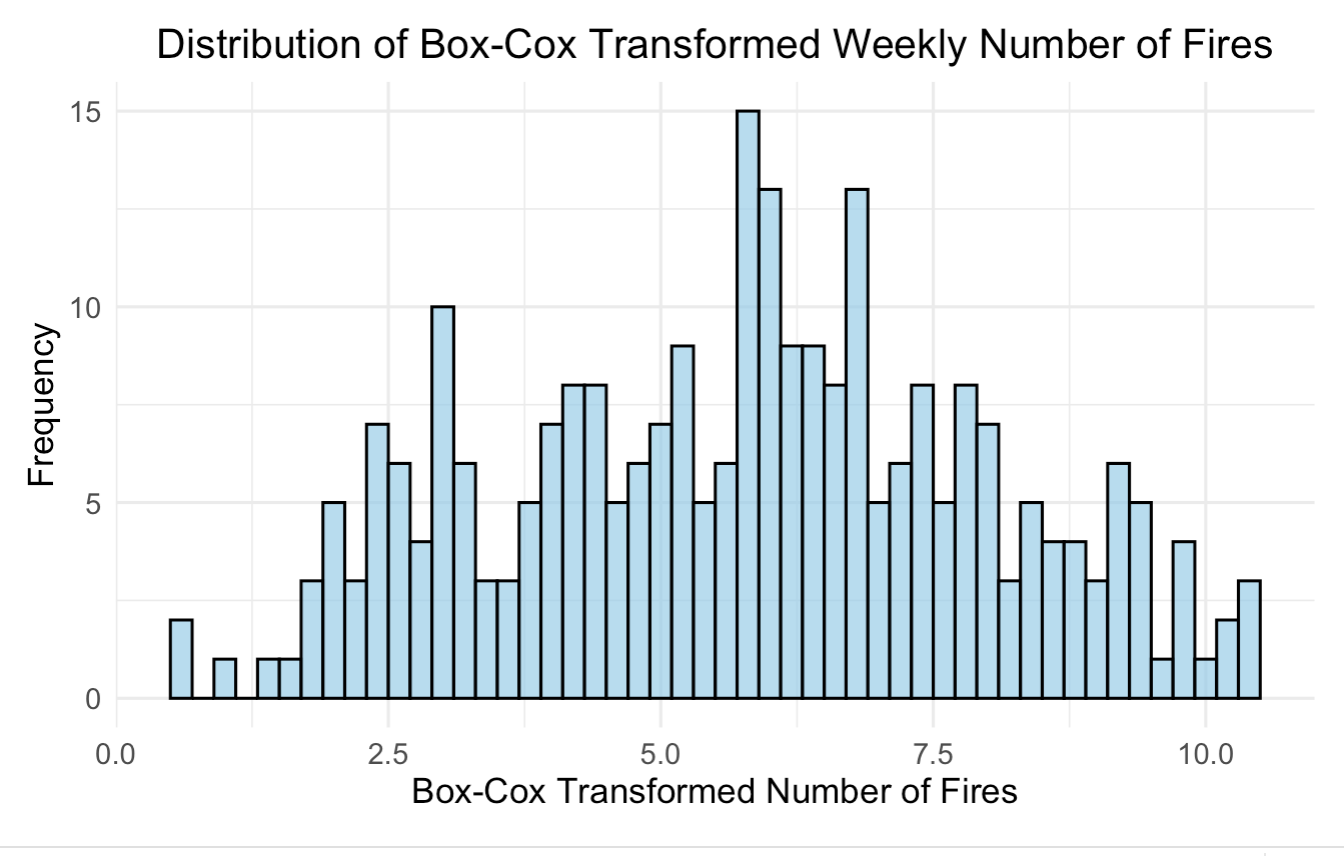 Distribution of Box-Cox Transformed Weekly Number of Fires
15
10
5
0
Frequency
0.0 2.5 5.0 7.5 10.0
Box-Cox Transformed Number of Fires